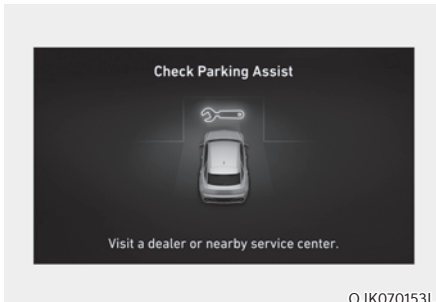 Check Parking Assist
Visit a dealer or nearby service center.
OJK070153L